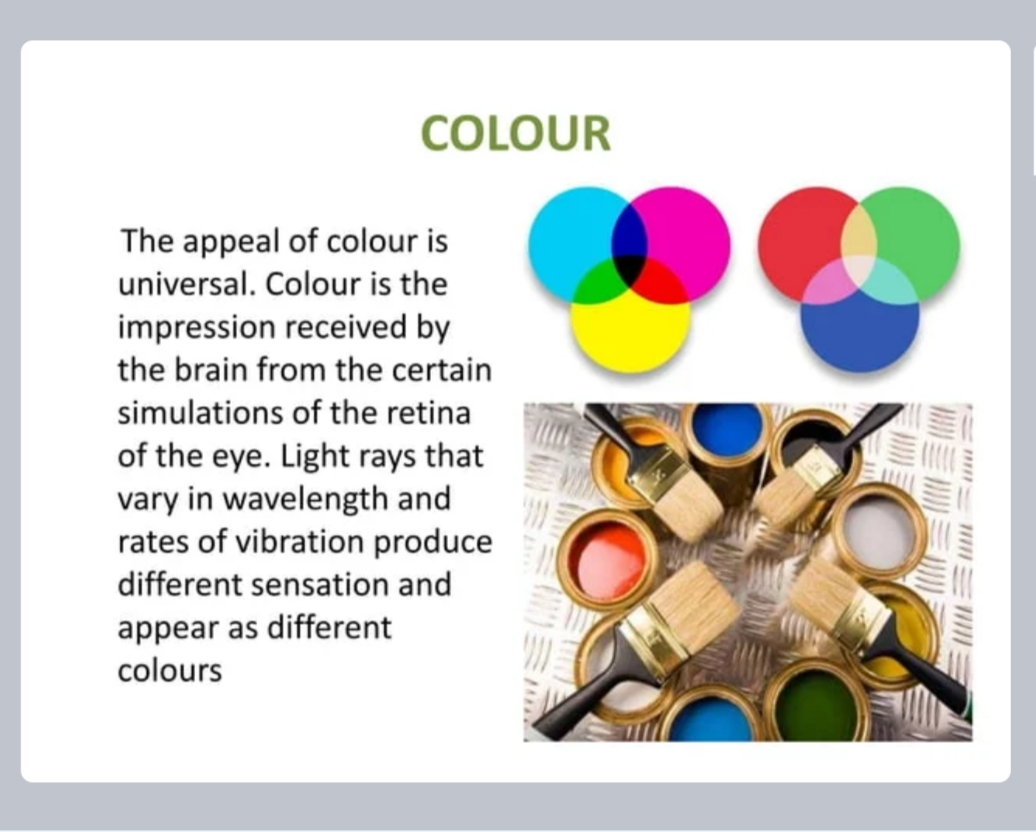 COLOUR
The appeal of colour is
universal. Colour is the
impression received by
the brain from the certain
simulations of the retina
of the eye. Light rays that
vary in wavelength and
rates of vibration produce
different sensation and
appear as different
colours